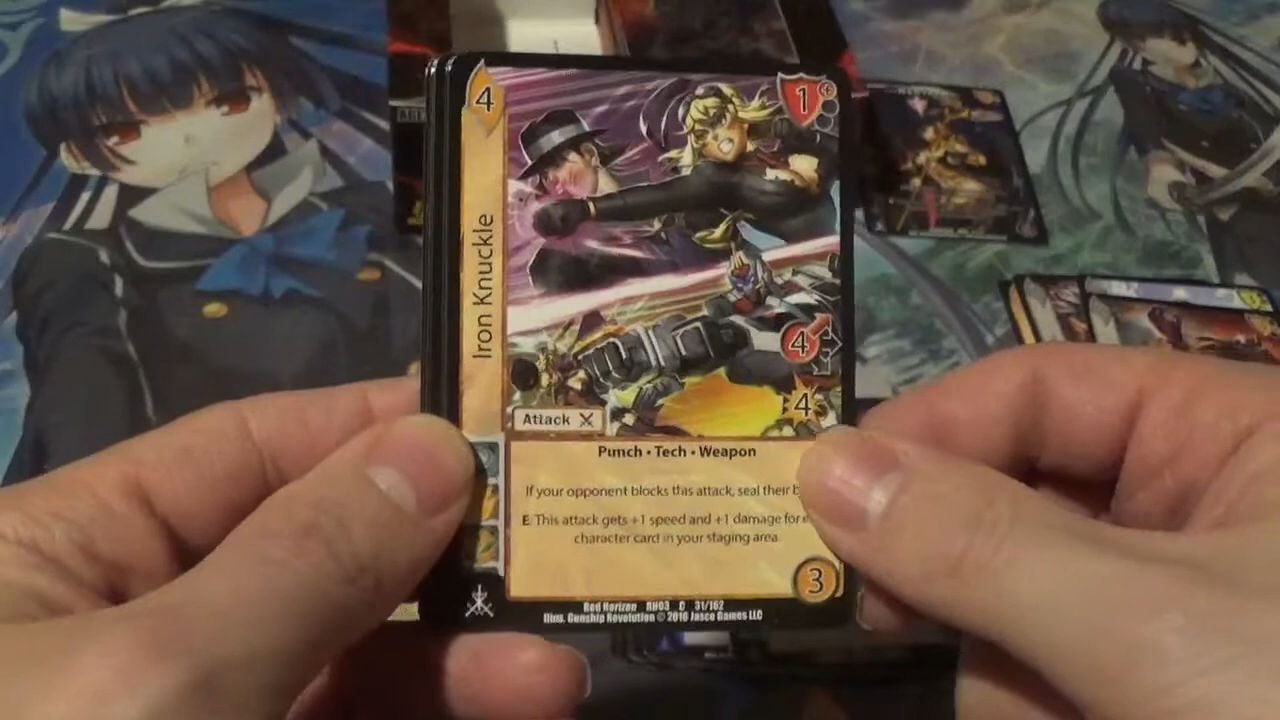 4
1
Iron Knuckle
4
4
Attack
Punch • Tech • Weapon
If your opponent blocks this attack, seal their
E This attack gets +1 speed and +1 damage for
character card in your staging area.
3
Red Horizon RH03 C 31/162
Illus. Gunship Revolution © 2016 Jasco Games LLC